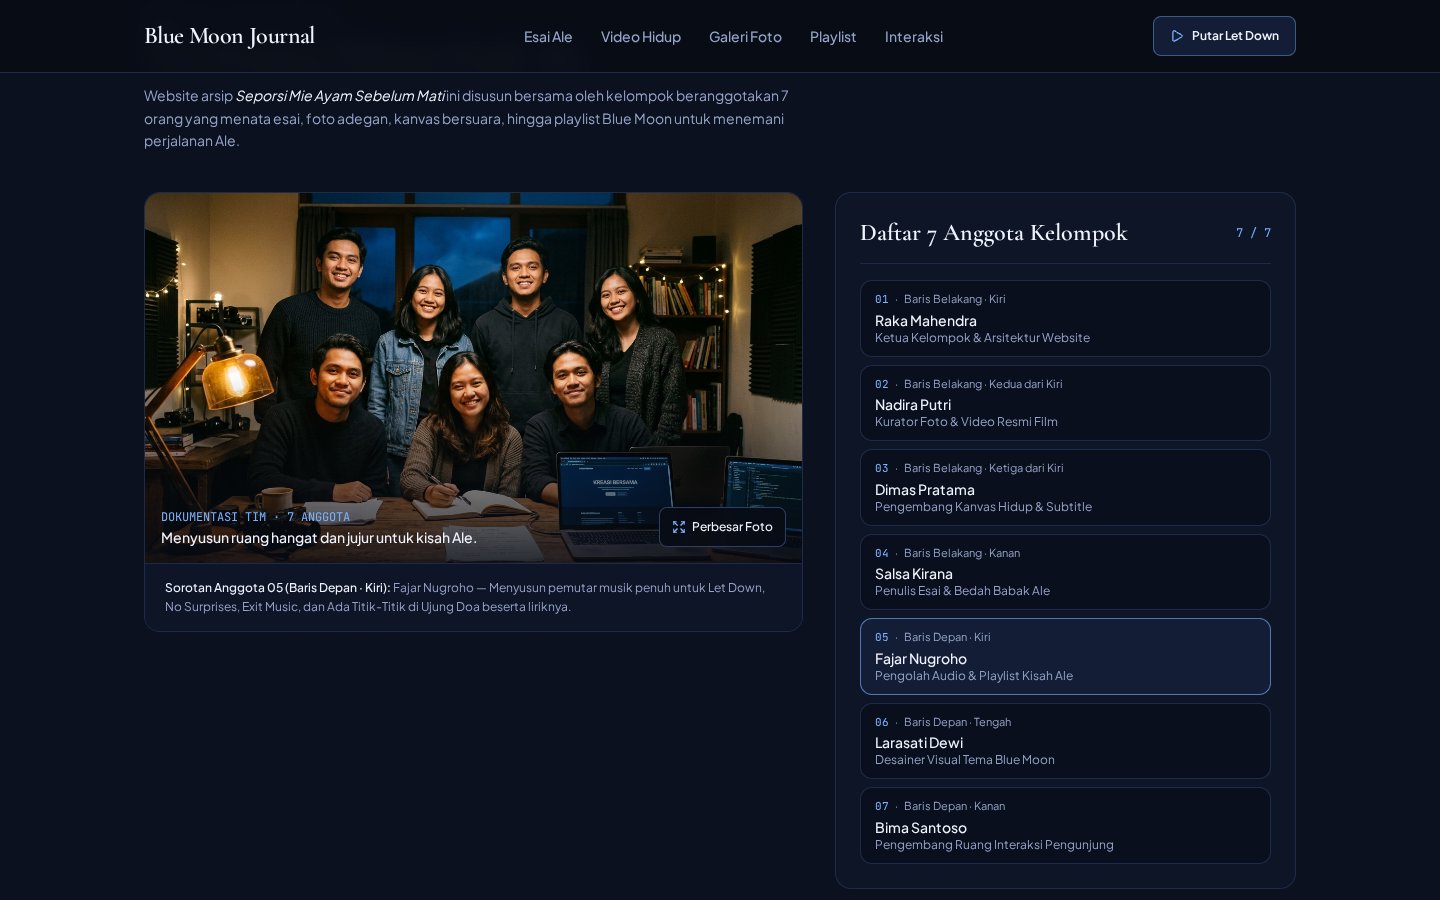 Blue Moon Journal
Esai Ale
Video Hidup
Galeri Foto
Playlist
Interaksi
Putar Let Down
Website arsip Seporsi Mie Ayam Sebelum Mati ini disusun bersama oleh kelompok beranggotakan 7
orang yang menata esai, foto adegan, kanvas bersuara, hingga playlist Blue Moon untuk menemani
perjalanan Ale.
KREASI BERSAMA
DOKUMENTASI TIM · 7 ANGGOTA
Menyusun ruang hangat dan jujur untuk kisah Ale.
Perbesar Foto
Sorotan Anggota 05 (Baris Depan · Kiri): Fajar Nugroho — Menyusun pemutar musik penuh untuk Let Down,
No Surprises, Exit Music, dan Ada Titik-Titik di Ujung Doa beserta liriknya.
Daftar 7 Anggota Kelompok
7 / 7
01 · Baris Belakang · Kiri
Raka Mahendra
Ketua Kelompok & Arsitektur Website
02 · Baris Belakang · Kedua dari Kiri
Nadira Putri
Kurator Foto & Video Resmi Film
03 · Baris Belakang · Ketiga dari Kiri
Dimas Pratama
Pengembang Kanvas Hidup & Subtitle
04 · Baris Belakang · Kanan
Salsa Kirana
Penulis Esai & Bedah Babak Ale
05 · Baris Depan · Kiri
Fajar Nugroho
Pengolah Audio & Playlist Kisah Ale
06 · Baris Depan · Tengah
Larasati Dewi
Desainer Visual Tema Blue Moon
07 · Baris Depan · Kanan
Bima Santoso
Pengembang Ruang Interaksi Pengunjung